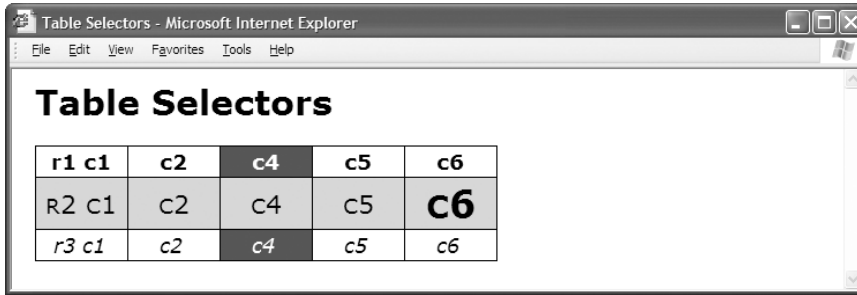 Table Selectors - Microsoft Internet Explorer
File Edit View Favorites Tools Help
Table Selectors
r1 c1 c2 c4 c5 c6
R2 C1 C2 C4 C5 C6
r3 c1 c2 c4 c5 c6